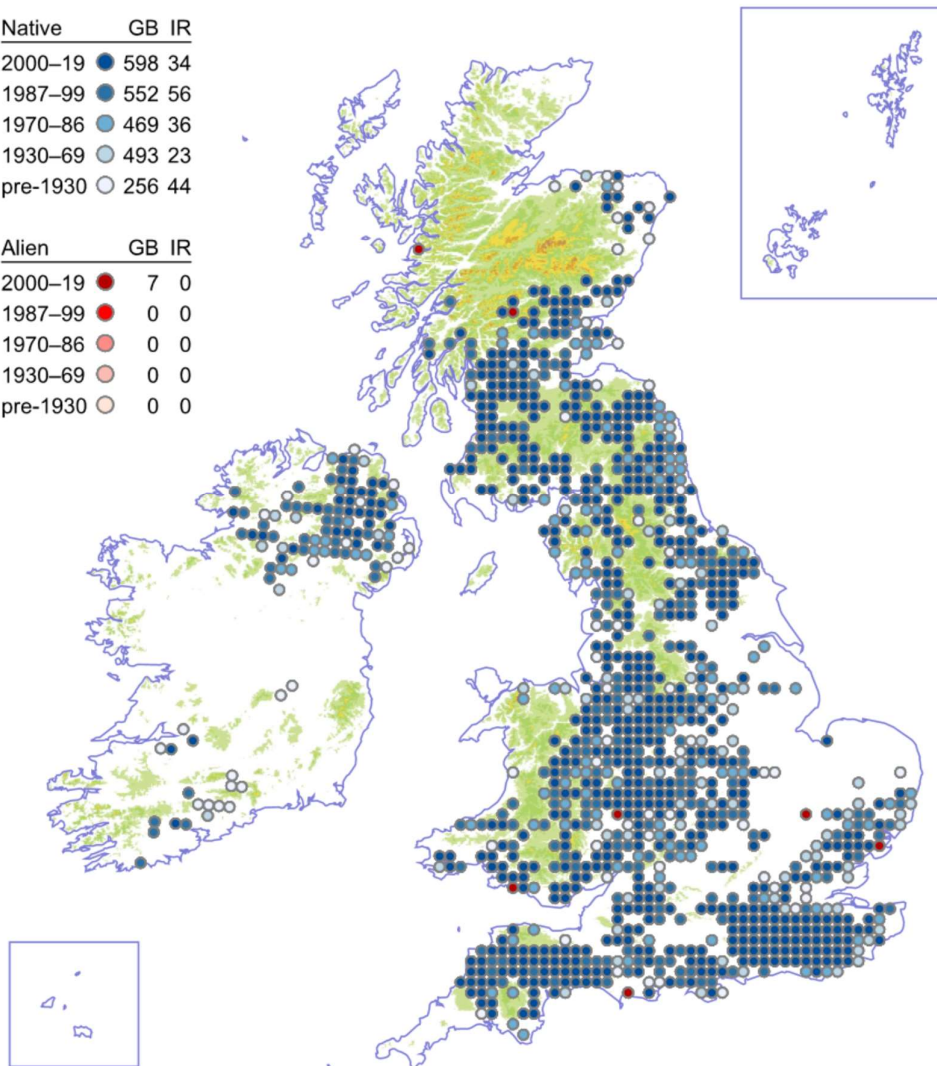 Native GB IR
2000–19 598 34
1987–99 552 56
1970–86 469 36
1930–69 493 23
pre-1930 256 44
Alien GB IR
2000–19 7 0
1987–99 0 0
1970–86 0 0
1930–69 0 0
pre-1930 0 0